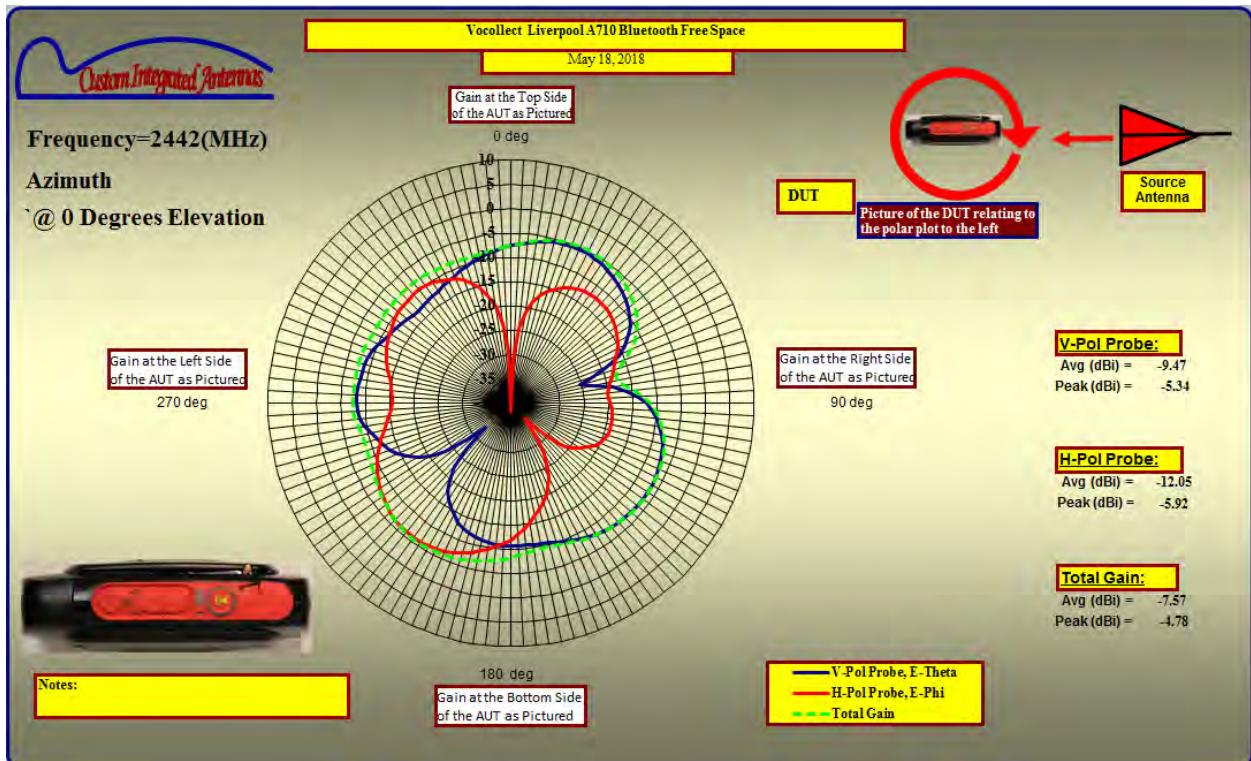 Vocollect Liverpool A710 Bluetooth Free Space
May 18, 2018
Custom Integrated Antennas
Frequency=2442(MHz)
Azimuth
`@ 0 Degrees Elevation
Gain at the Top Side
of the AUT as Pictured
0 deg
10
5
0
-5
-10
-15
-20
-25
-30
-35
DUT
Picture of the DUT relating to
the polar plot to the left
Source
Antenna
Gain at the Left Side
of the AUT as Pictured
270 deg
Gain at the Right Side
of the AUT as Pictured
90 deg
V-Pol Probe:
Avg (dBi) = -9.47
Peak (dBi) = -5.34
H-Pol Probe:
Avg (dBi) = -12.05
Peak (dBi) = -5.92
Total Gain:
Avg (dBi) = -7.57
Peak (dBi) = -4.78
180 deg
Gain at the Bottom Side
of the AUT as Pictured
Notes:
V-Pol Probe, E-Theta
H-Pol Probe, E-Phi
Total Gain